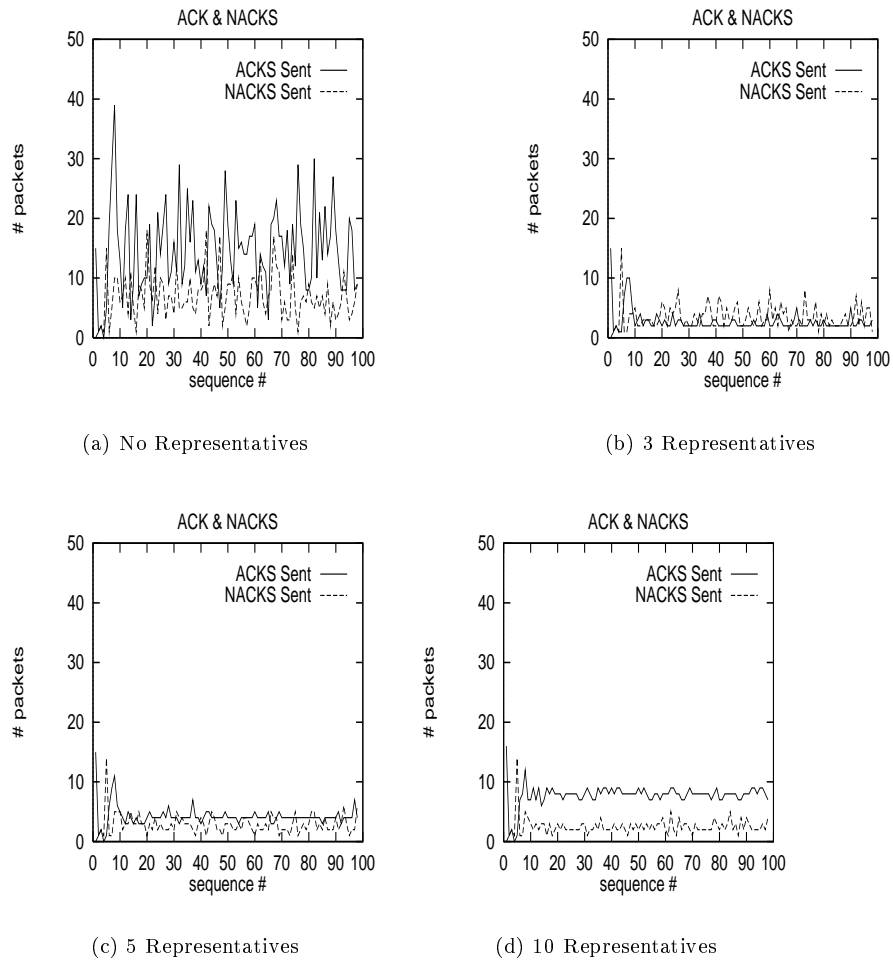 ACK & NACKS
50
40
30
20
10
0
# packets
ACKS Sent
NACKS Sent
0 10 20 30 40 50 60 70 80 90 100
sequence #
(a) No Representatives
ACK & NACKS
50
40
30
20
10
0
# packets
ACKS Sent
NACKS Sent
0 10 20 30 40 50 60 70 80 90 100
sequence #
(b) 3 Representatives
ACK & NACKS
50
40
30
20
10
0
# packets
ACKS Sent
NACKS Sent
0 10 20 30 40 50 60 70 80 90 100
sequence #
(c) 5 Representatives
ACK & NACKS
50
40
30
20
10
0
# packets
ACKS Sent
NACKS Sent
0 10 20 30 40 50 60 70 80 90 100
sequence #
(d) 10 Representatives